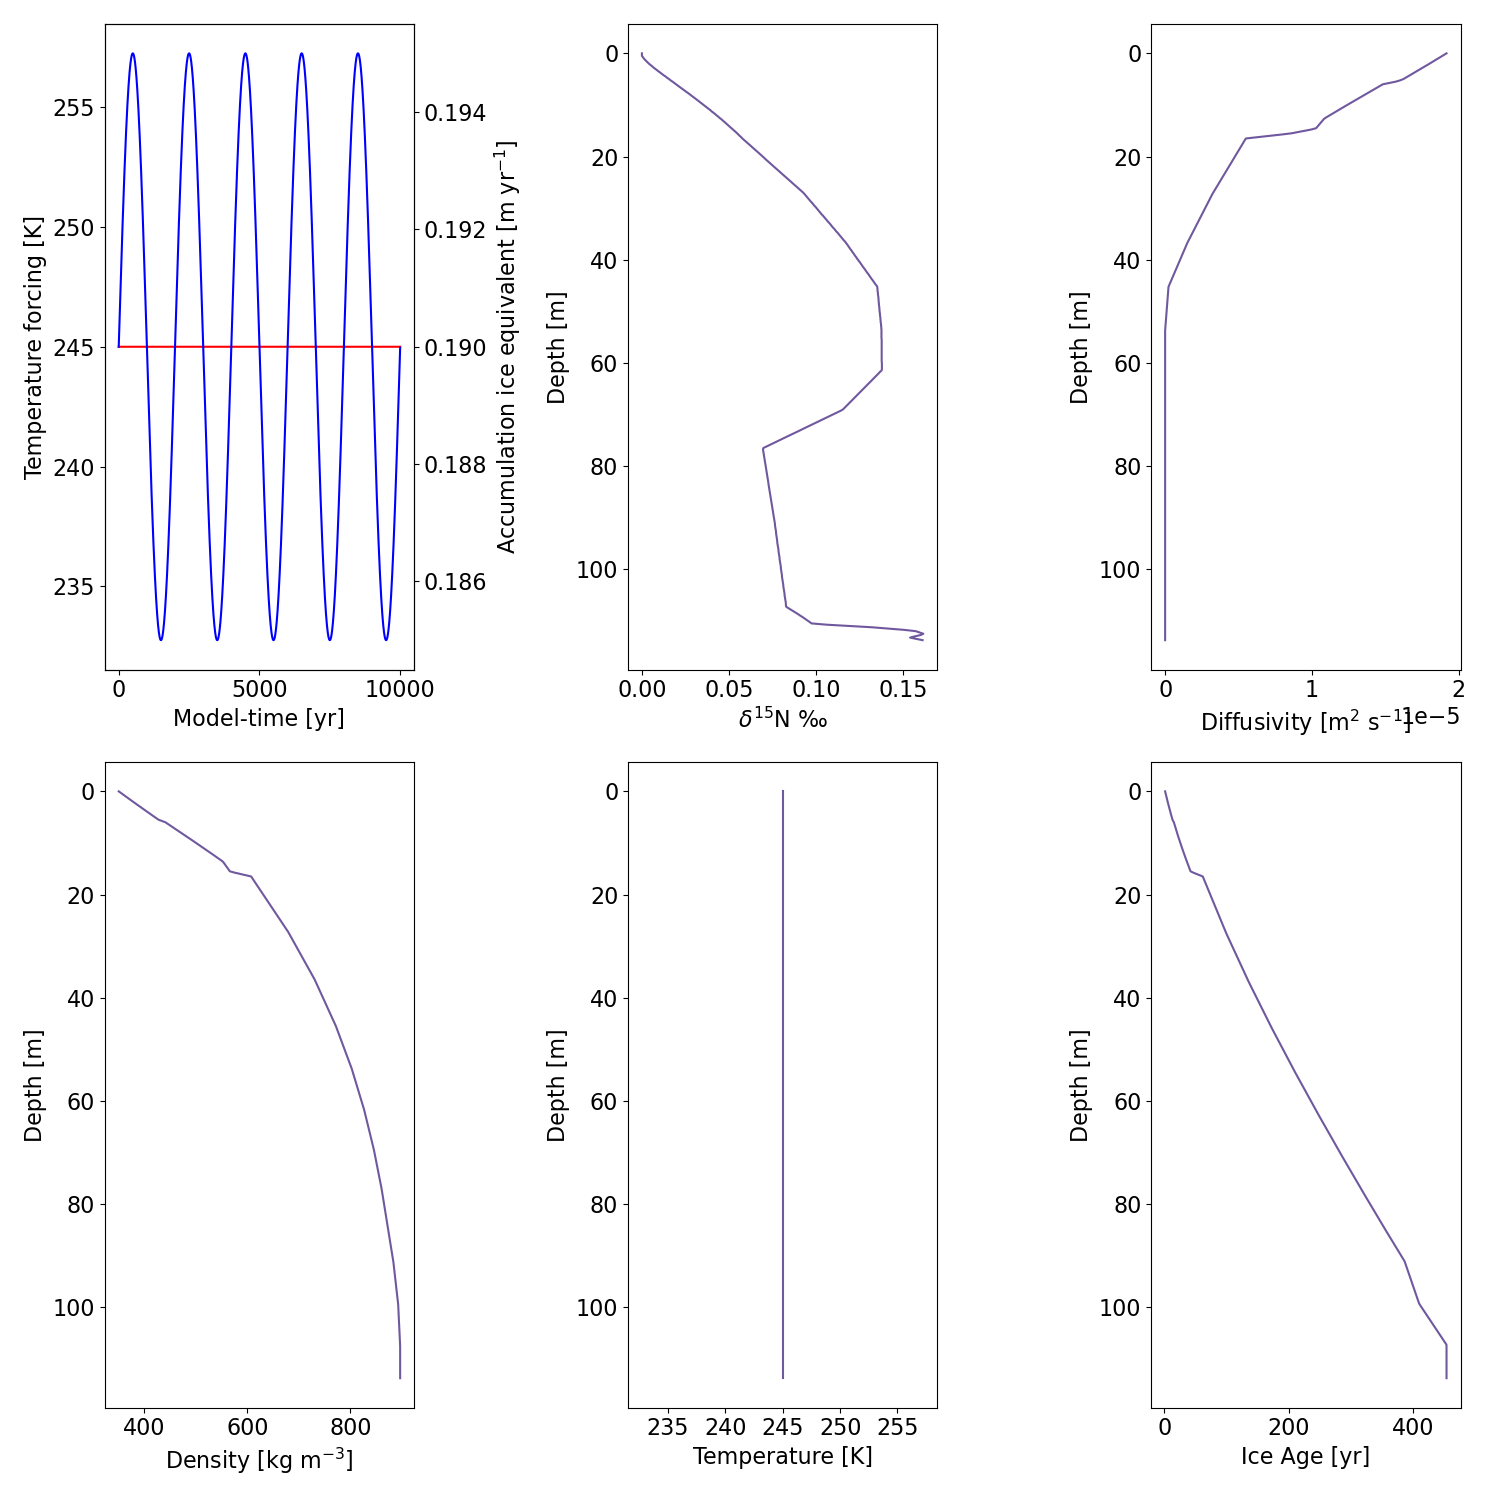 Temperature forcing [K]
255
250
245
240
235
0.194
0.192
0.190
0.188
0.186
Accumulation ice equivalent [m yr⁻¹]
0 5000 10000
Model-time [yr]
Depth [m]
0
20
40
60
80
100
0.00 0.05 0.10 0.15
δ¹⁵N ‰
Depth [m]
0
20
40
60
80
100
0 1 2
Diffusivity [m² s⁻¹]
1e−5
Depth [m]
0
20
40
60
80
100
400 600 800
Density [kg m⁻³]
Depth [m]
0
20
40
60
80
100
235 240 245 250 255
Temperature [K]
Depth [m]
0
20
40
60
80
100
0 200 400
Ice Age [yr]